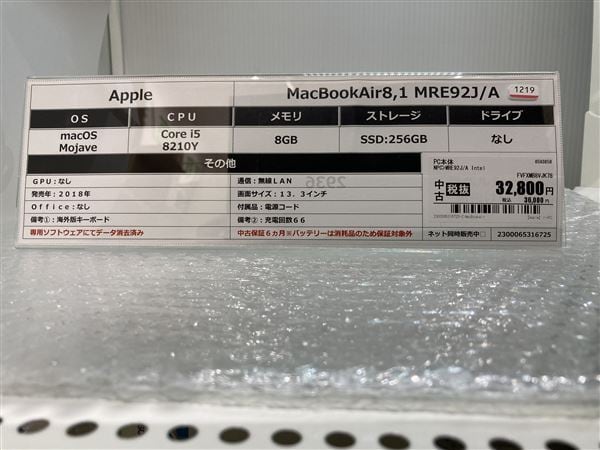 Apple
MacBookAir8,1 MRE92J/A
1219
OS
CPU
メモリ
ストレージ
ドライブ
macOS
Mojave
Core i5
8210Y
8GB
SSD:256GB
なし
その他
GPU:なし
通信:無線LAN
発売年:2018年
画面サイズ:13.3インチ
Office:なし
付属品:電源コード
備考①:海外版キーボード
備考②:充電回数66
専用ソフトウェアにてデータ消去済み
中古保証6ヵ月※バッテリーは消耗品のため保証対外
PC本体
中古
税抜
32,800円
税込 36,080円
ネット同時販売中□
2300065316725